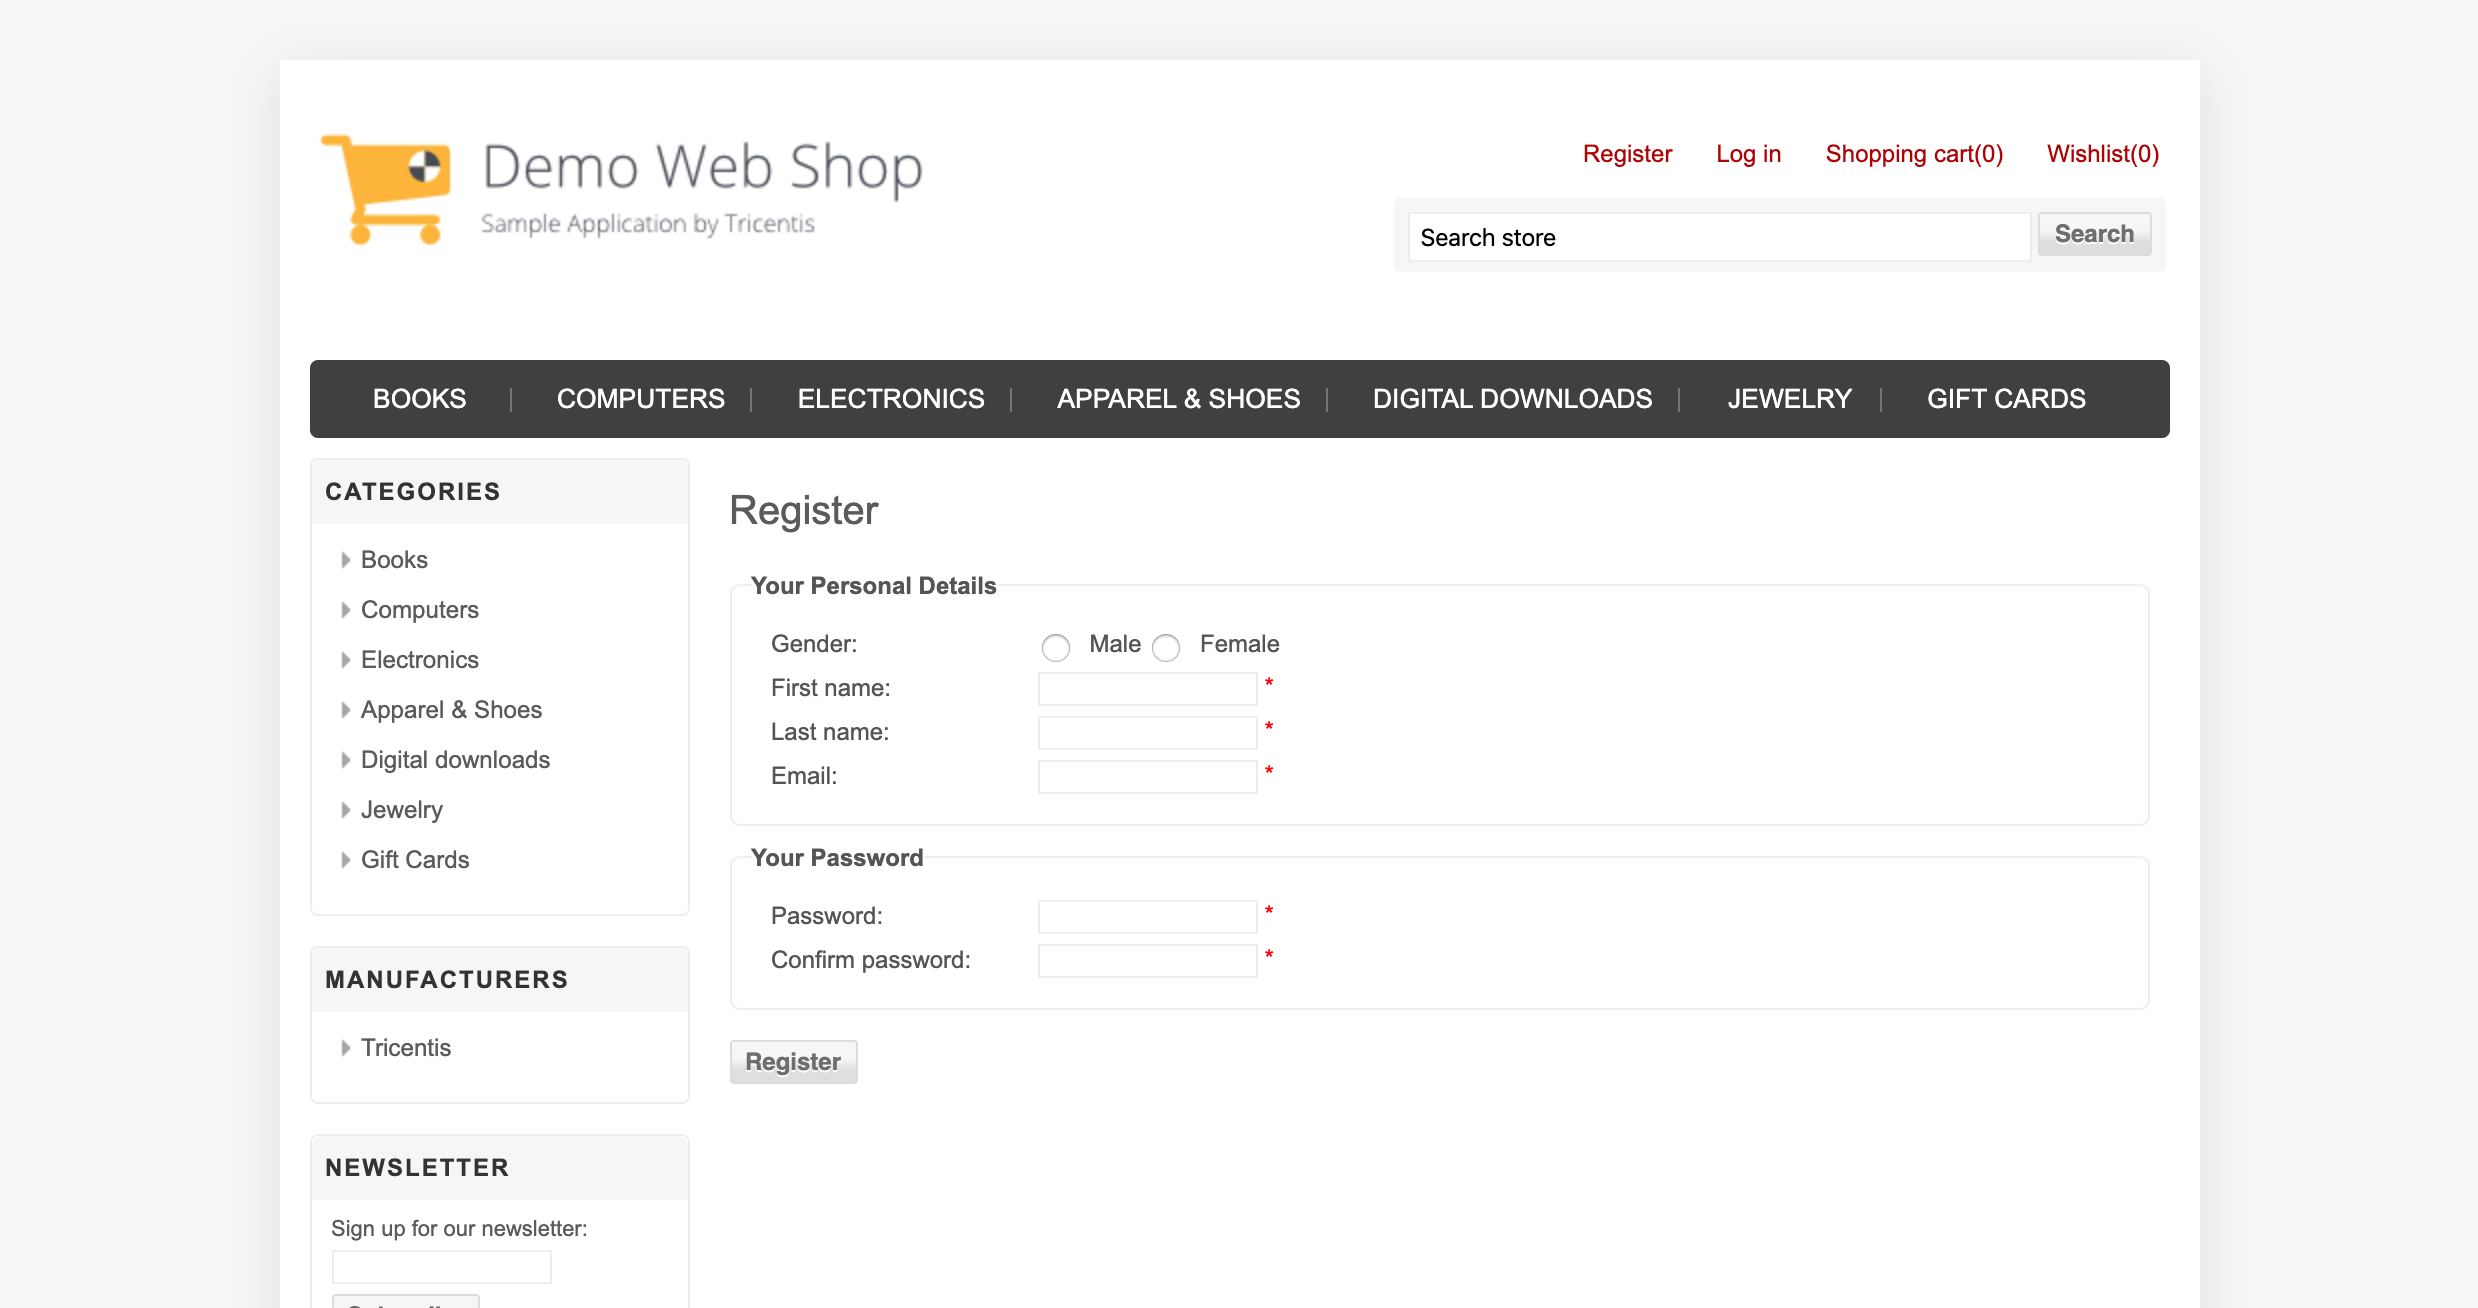 Demo Web Shop
Sample Application by Tricentis
Register Log in Shopping cart(0) Wishlist(0)
Search store Search
BOOKS COMPUTERS ELECTRONICS APPAREL & SHOES DIGITAL DOWNLOADS JEWELRY GIFT CARDS
CATEGORIES
Books
Computers
Electronics
Apparel & Shoes
Digital downloads
Jewelry
Gift Cards
MANUFACTURERS
Tricentis
NEWSLETTER
Sign up for our newsletter:
Register
Your Personal Details
Gender: Male Female
First name: *
Last name: *
Email: *
Your Password
Password: *
Confirm password: *
Register